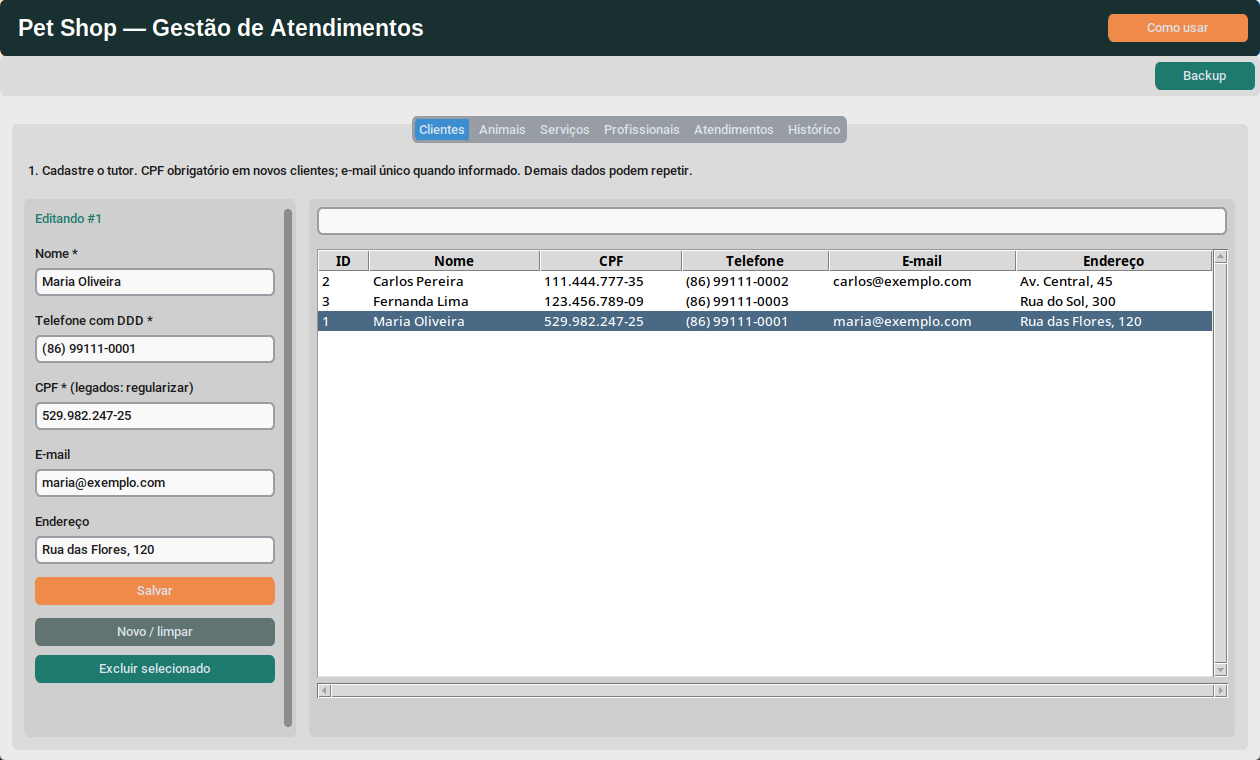 Pet Shop — Gestão de Atendimentos
Como usar
Backup
Clientes Animais Serviços Profissionais Atendimentos Histórico
1. Cadastre o tutor. CPF obrigatório em novos clientes; e-mail único quando informado. Demais dados podem repetir.
Editando #1
Nome *
Maria Oliveira
Telefone com DDD *
(86) 99111-0001
CPF * (legados: regularizar)
529.982.247-25
E-mail
maria@exemplo.com
Endereço
Rua das Flores, 120
Salvar
Novo / limpar
Excluir selecionado
ID Nome CPF Telefone E-mail Endereço
2 Carlos Pereira 111.444.777-35 (86) 99111-0002 carlos@exemplo.com Av. Central, 45
3 Fernanda Lima 123.456.789-09 (86) 99111-0003 Rua do Sol, 300
1 Maria Oliveira 529.982.247-25 (86) 99111-0001 maria@exemplo.com Rua das Flores, 120